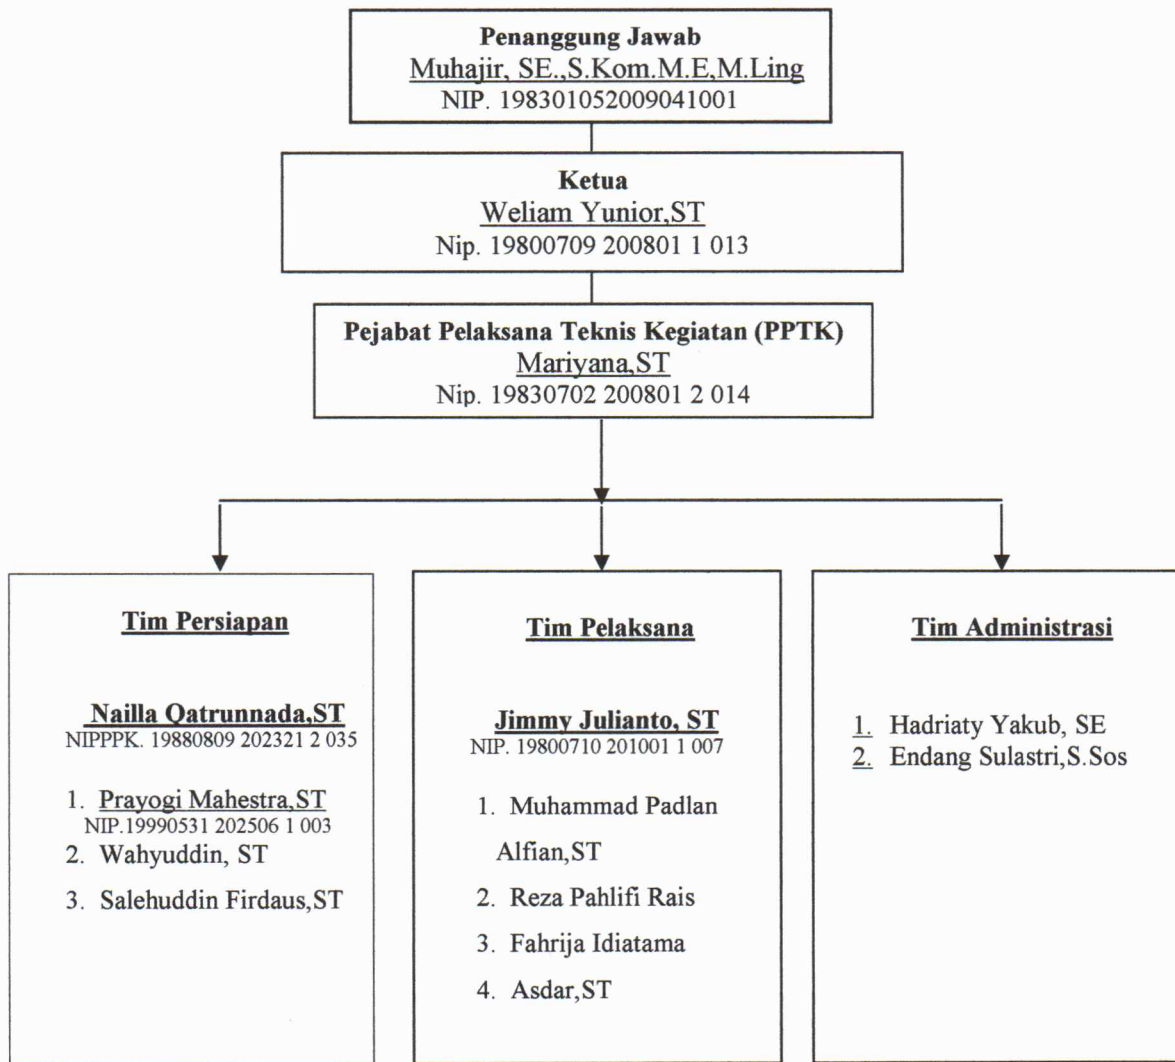 Penanggung Jawab
Muhajir, SE.,S.Kom.M.E,M.Ling
NIP. 198301052009041001
Ketua
Weliam Yunior,ST
Nip. 19800709 200801 1 013
Pejabat Pelaksana Teknis Kegiatan (PPTK)
Mariyana,ST
Nip. 19830702 200801 2 014
Tim Persiapan
Nailla Qatrunnada,ST
NIPPPK. 19880809 202321 2 035
1. Prayogi Mahestra,ST
NIP.19990531 202506 1 003
2. Wahyuddin, ST
3. Salehuddin Firdaus,ST
Tim Pelaksana
Jimmy Julianto, ST
NIP. 19800710 201001 1 007
1. Muhammad Padlan
Alfian,ST
2. Reza Pahlifi Rais
3. Fahrija Idiatama
4. Asdar,ST
Tim Administrasi
1. Hadriaty Yakub, SE
2. Endang Sulastri,S.Sos